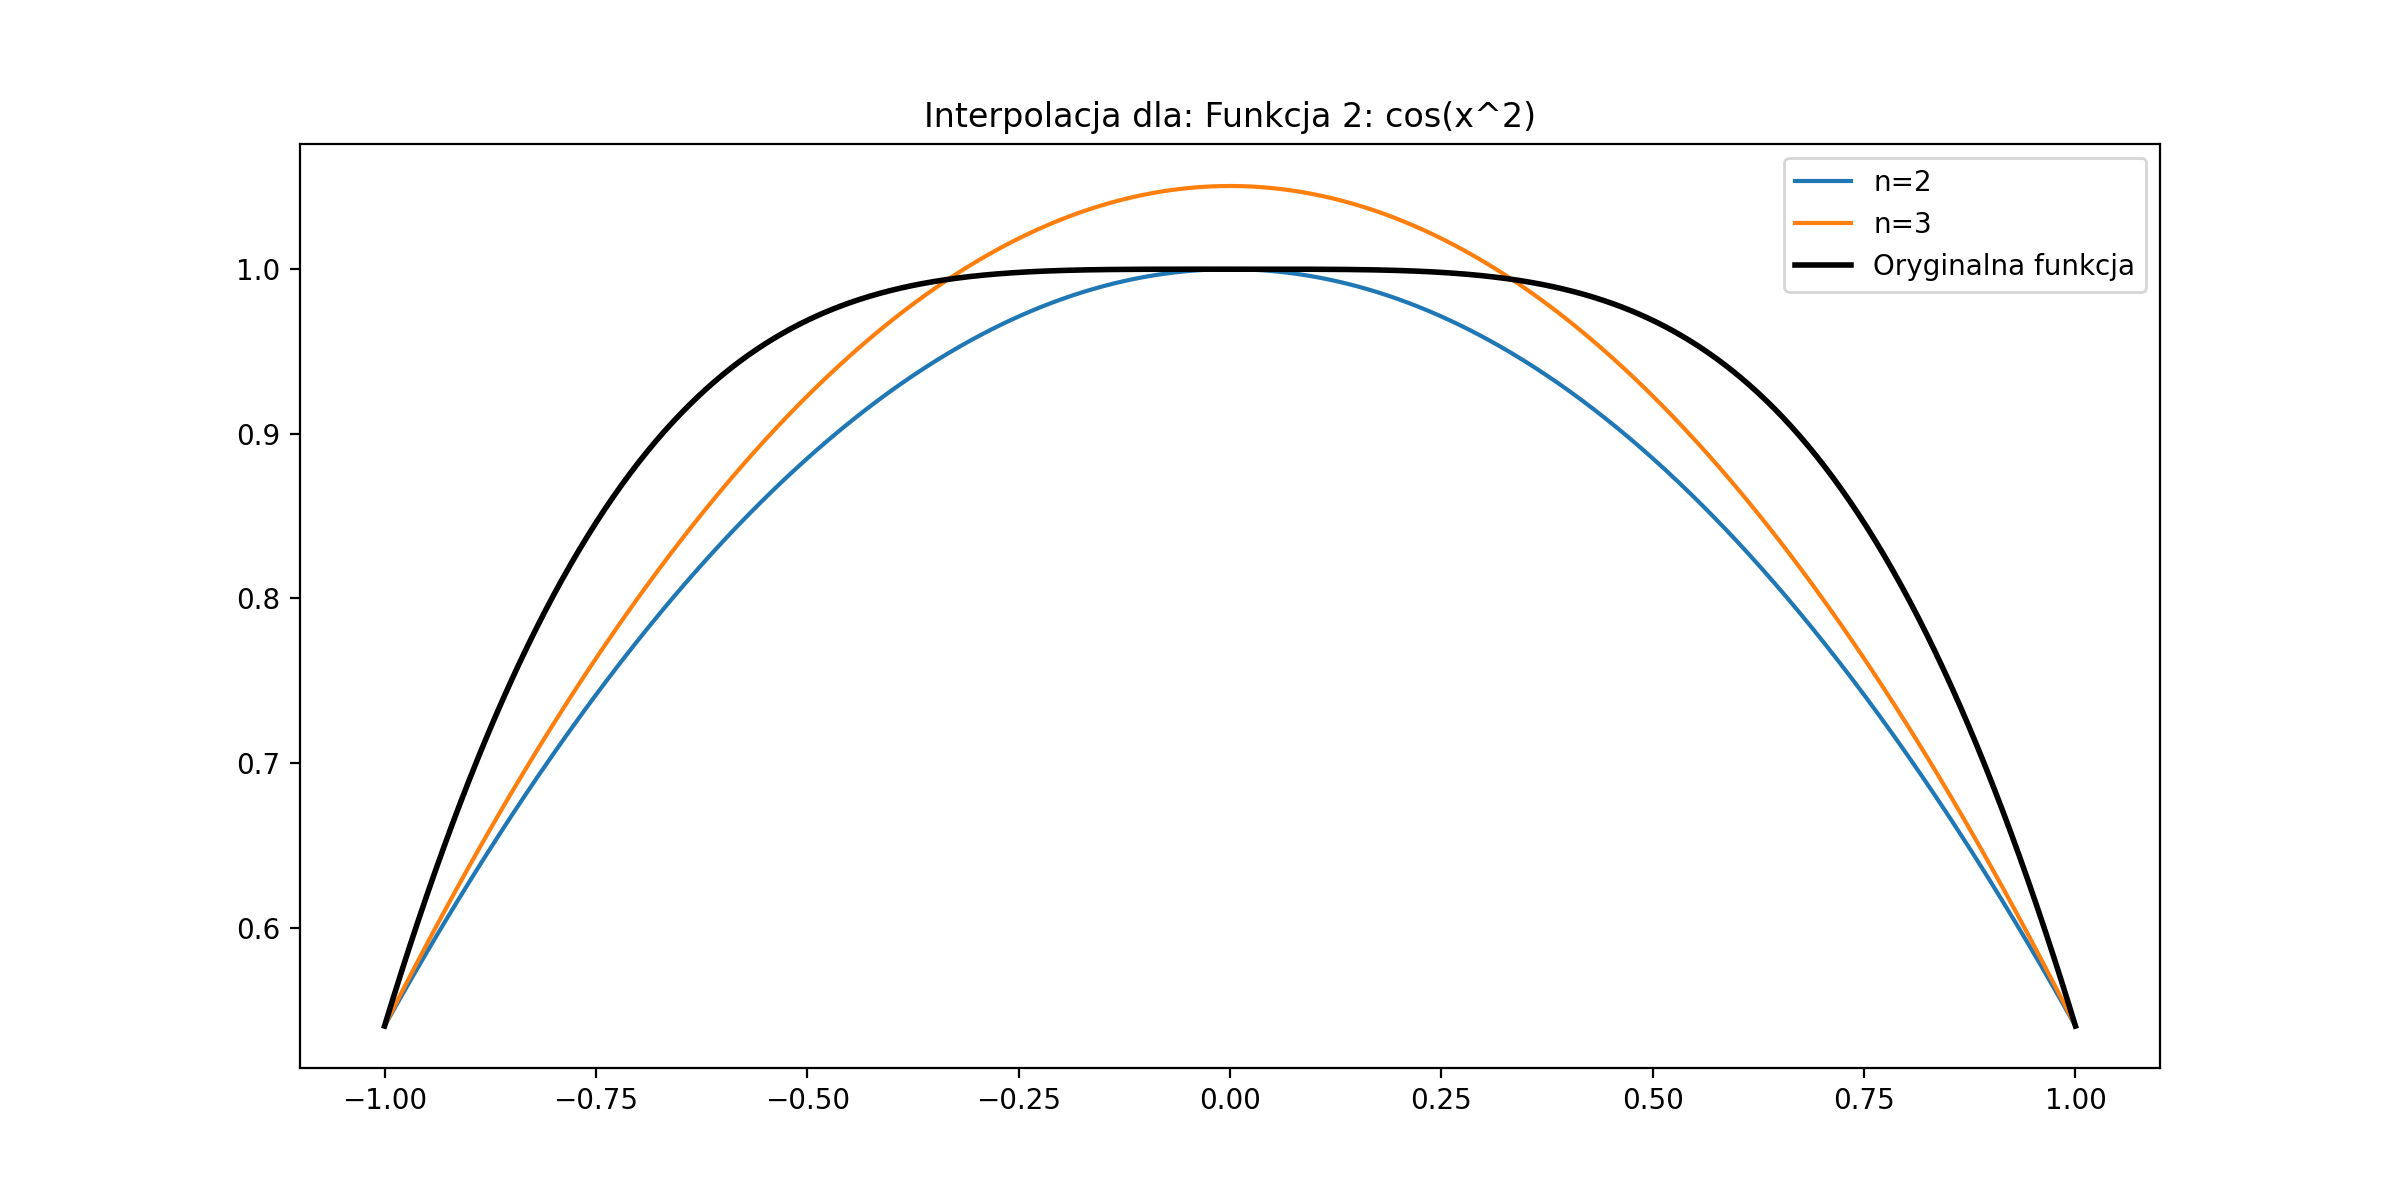 Interpolacja dla: Funkcja 2: cos(x^2)
n=2
n=3
Oryginalna funkcja
1.0
0.9
0.8
0.7
0.6
−1.00 −0.75 −0.50 −0.25 0.00 0.25 0.50 0.75 1.00